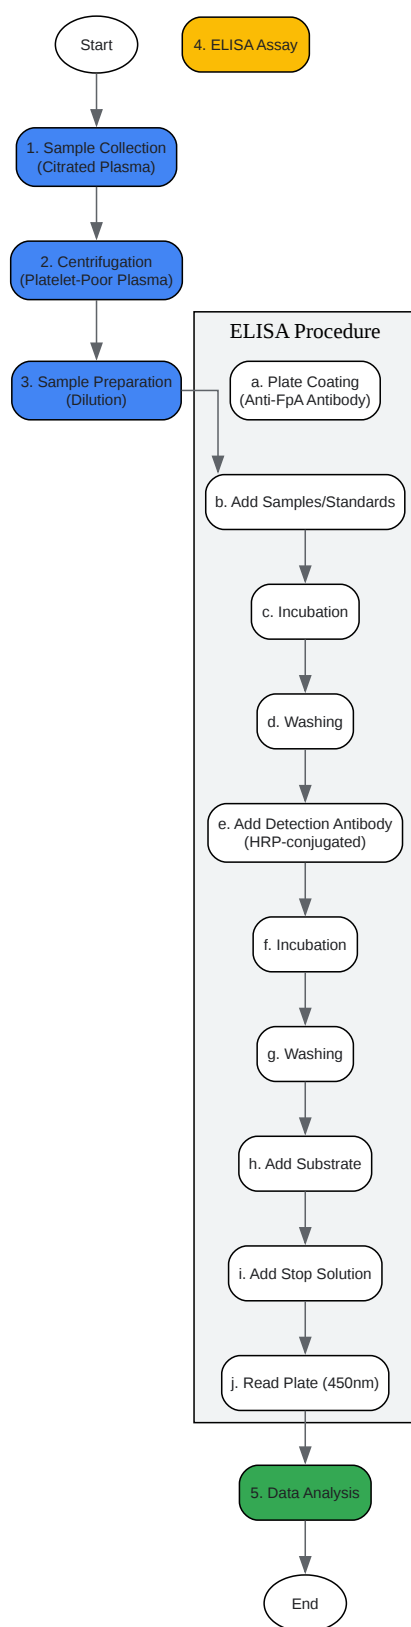 Start
4. ELISA Assay
1. Sample Collection
(Citrated Plasma)
2. Centrifugation
(Platelet-Poor Plasma)
ELISA Procedure
3. Sample Preparation
(Dilution)
a. Plate Coating
(Anti-FpA Antibody)
b. Add Samples/Standards
c. Incubation
d. Washing
e. Add Detection Antibody
(HRP-conjugated)
f. Incubation
g. Washing
h. Add Substrate
i. Add Stop Solution
j. Read Plate (450nm)
5. Data Analysis
End